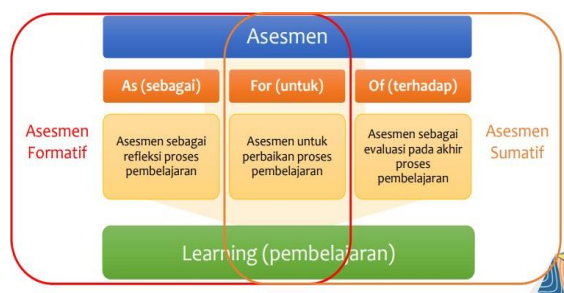 Asesmen
As (sebagai)
For (untuk)
Of (terhadap)
Asesmen
Formatif
Asesmen sebagai
refleksi proses
pembelajaran
Asesmen untuk
perbaikan proses
pembelajaran
Asesmen sebagai
evaluasi pada akhir
proses
pembelajaran
Asesmen
Sumatif
Learning (pembelajaran)